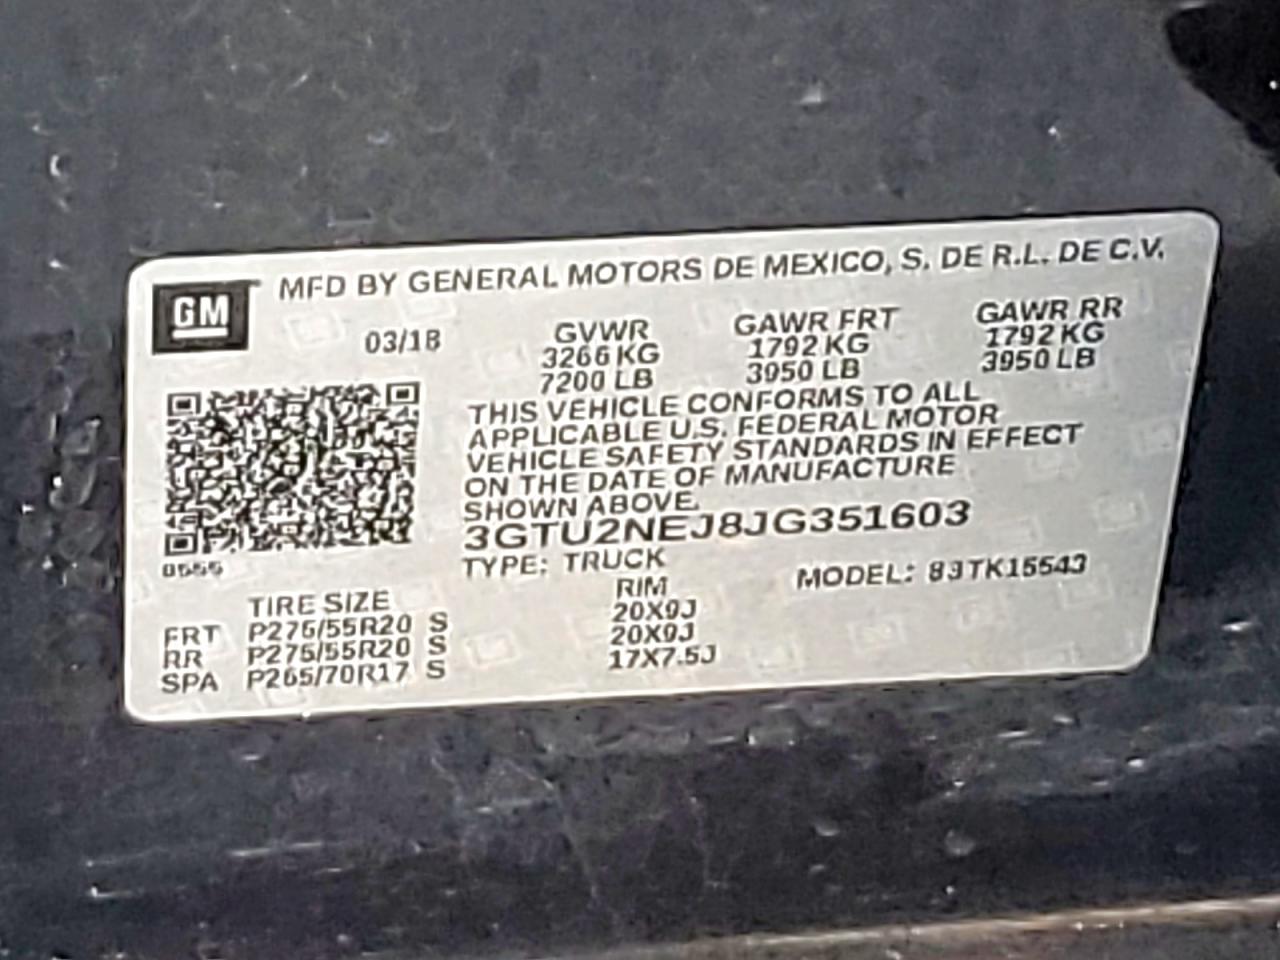 GM
MFD BY GENERAL MOTORS DE MEXICO, S. DE R.L. DE C.V.
03/18 GVWR GAWR FRT GAWR RR
3266 KG 1792 KG 1792 KG
7200 LB 3950 LB 3950 LB
THIS VEHICLE CONFORMS TO ALL
APPLICABLE U.S. FEDERAL MOTOR
VEHICLE SAFETY STANDARDS IN EFFECT
ON THE DATE OF MANUFACTURE
SHOWN ABOVE.
3GTU2NEJ8JG351603
TYPE: TRUCK MODEL:
TIRE SIZE RIM
FRT P275/55R20 S 20X9J
RR P275/55R20 S 20X9J
SPA P265/70R17 S 17X7.5J